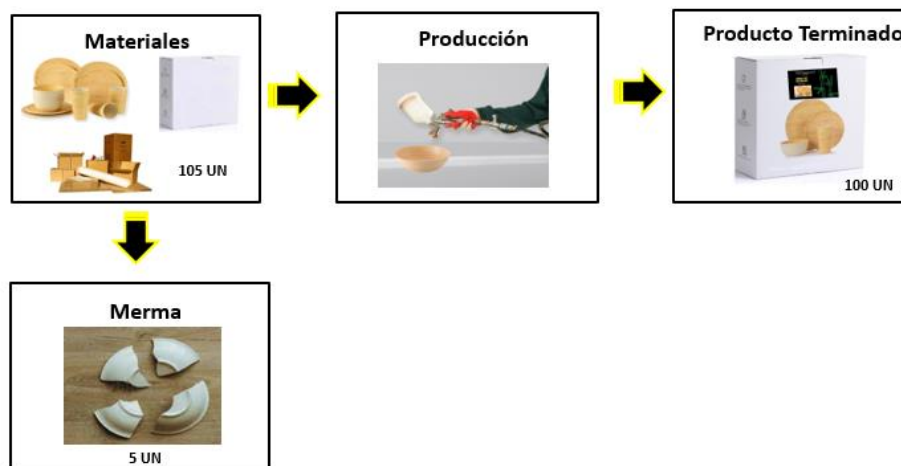 Materiales
105 UN
Producción
Producto Terminado
100 UN
Merma
5 UN